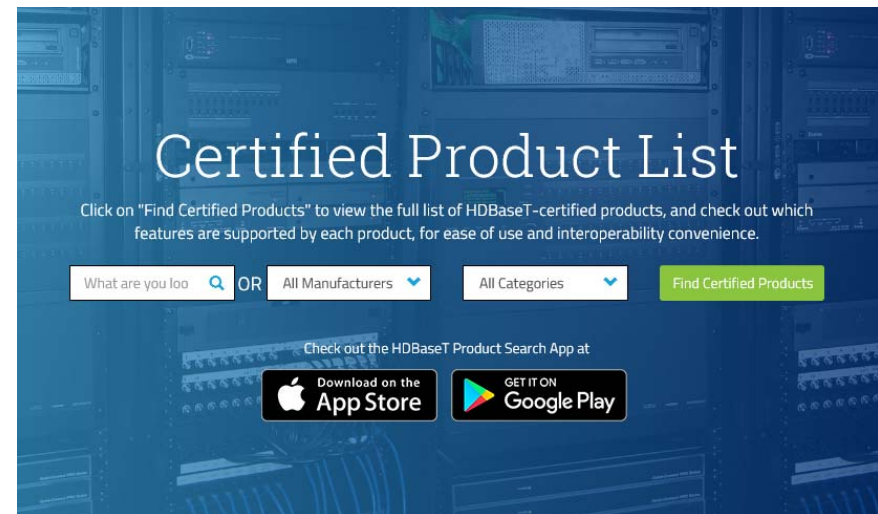 Certified Product List
Click on "Find Certified Products" to view the full list of HDBaseT-certified products, and check out which
features are supported by each product, for ease of use and interoperability convenience.
What are you loo OR All Manufacturers All Categories Find Certified Products
Check out the HDBaseT Product Search App at
Download on the
App Store
GET IT ON
Google Play